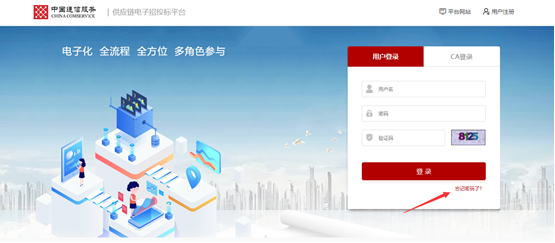 中国通信服务
CHINA COMSERVICE
供应链电子招投标平台
平台网站
用户注册
电子化 全流程 全方位 多角色参与
用户登录
CA登录
用户名
密码
验证码
8125
登 录
忘记密码了?